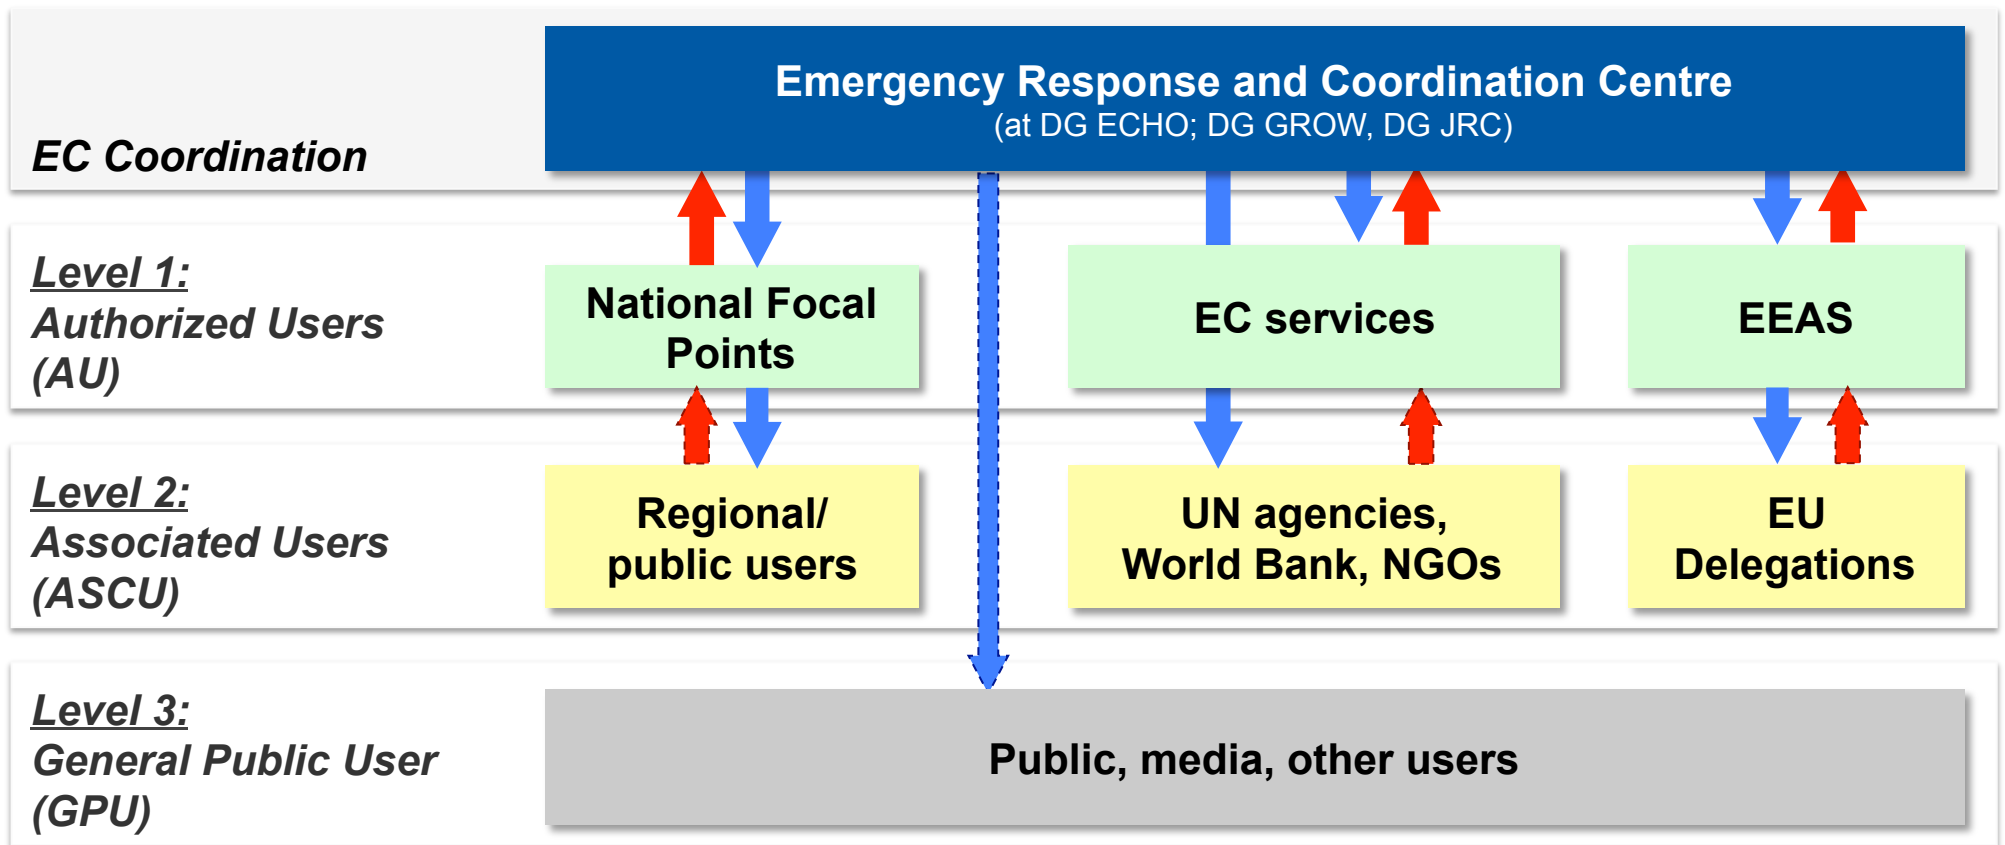 Emergency Response and Coordination Centre
(at DG ECHO; DG GROW, DG JRC)
EC Coordination
Level 1:
Authorized Users
(AU)
National Focal
Points
EC services
EEAS
Level 2:
Associated Users
(ASCU)
Regional/
public users
UN agencies,
World Bank, NGOs
EU
Delegations
Level 3:
General Public User
(GPU)
Public, media, other users